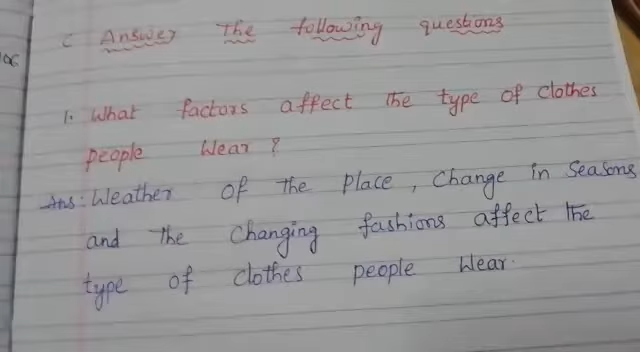 C Answer The following questions
1. What factors affect the type of clothes
people Wear ?
Ans: Weather of the place, change in seasons
and the changing fashions affect the
type of clothes people Wear.